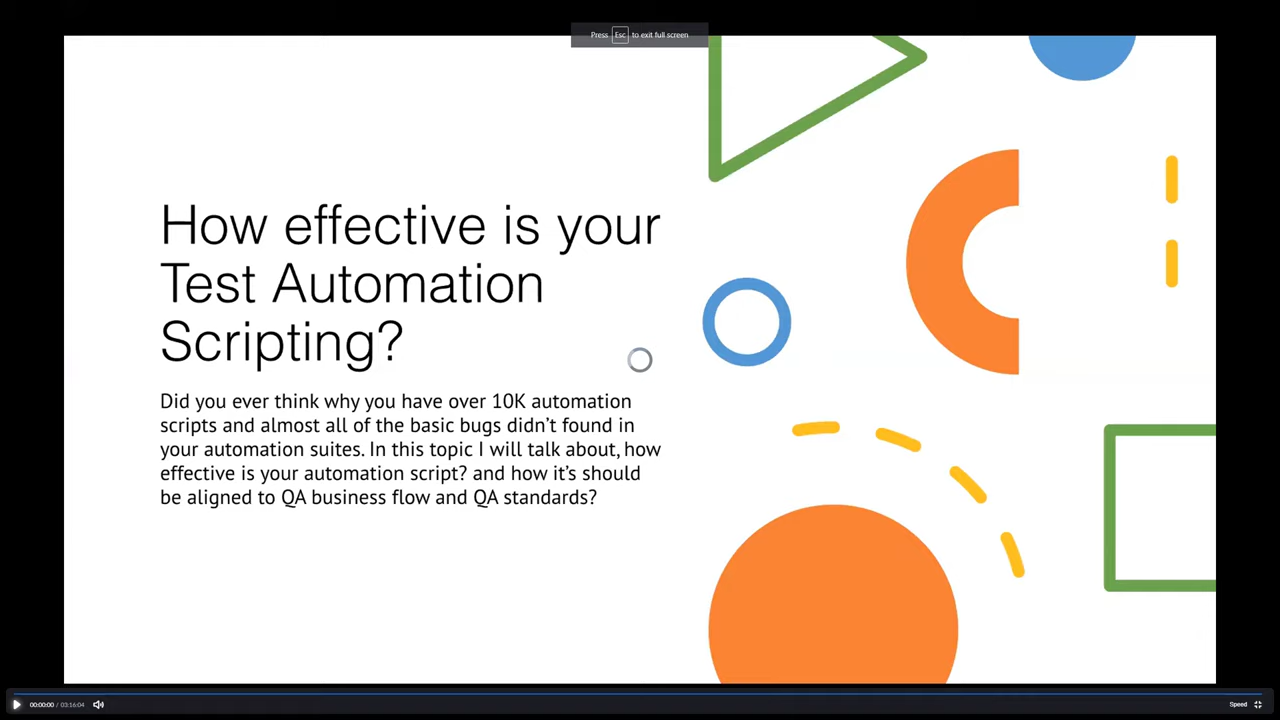 Press Esc to exit full screen
How effective is your
Test Automation
Scripting?
Did you ever think why you have over 10K automation
scripts and almost all of the basic bugs didn’t found in
your automation suites. In this topic I will talk about, how
effective is your automation script? and how it’s should
be aligned to QA business flow and QA standards?
00:00:00 / 03:16:04
Speed